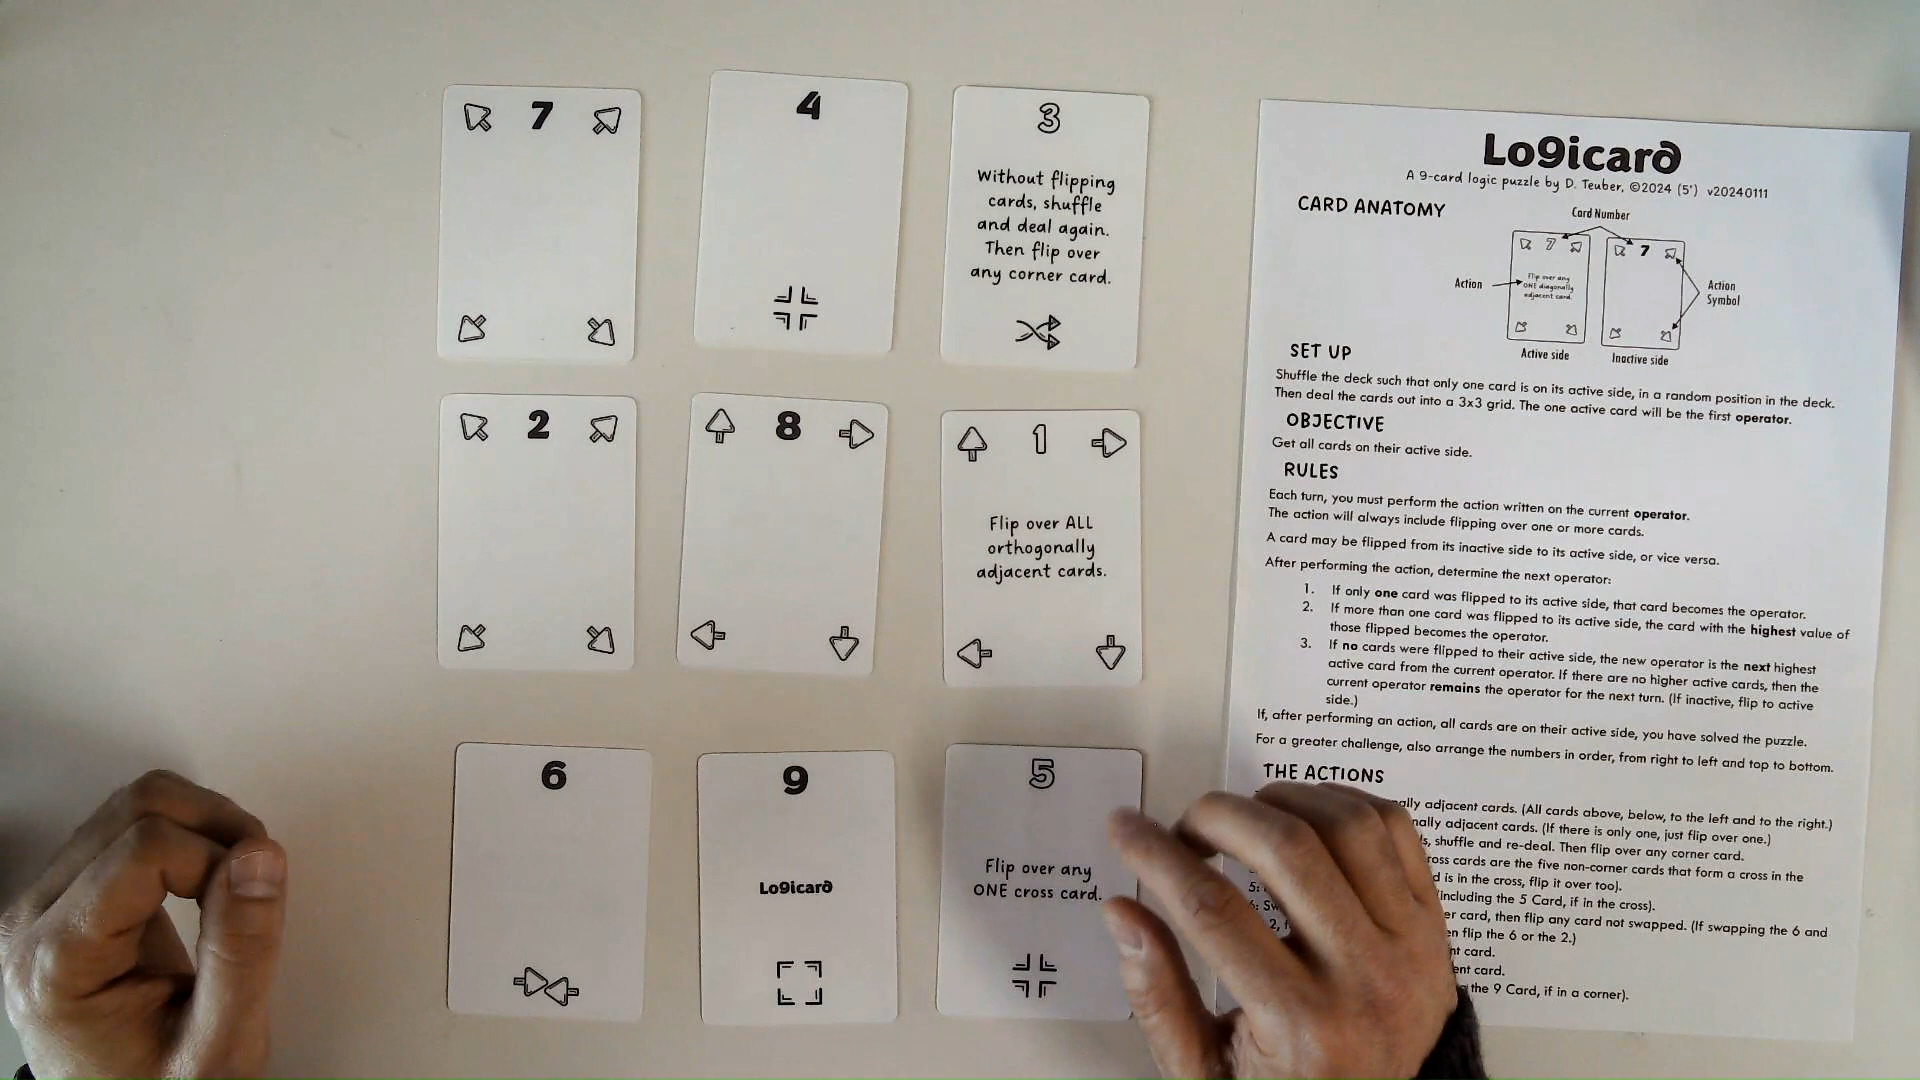 7
4
3
Without flipping
cards, shuffle
and deal again.
Then flip over
any corner card.
2
8
1
Flip over ALL
orthogonally
adjacent cards.
6
9
Lo9icard
5
Flip over any
ONE cross card.
Lo9icard
A 9-card logic puzzle by D. Teuber, ©2024 (5') v20240111
CARD ANATOMY
Card Number
7
7
Flip over any
ONE diagonally
adjacent card.
Action
Action
Symbol
Active side
Inactive side
SET UP
Shuffle the deck such that only one card is on its active side, in a random position in the deck.
Then deal the cards out into a 3x3 grid. The one active card will be the first operator.
OBJECTIVE
Get all cards on their active side.
RULES
Each turn, you must perform the action written on the current operator.
The action will always include flipping over one or more cards.
A card may be flipped from its inactive side to its active side, or vice versa.
After performing the action, determine the next operator:
1. If only one card was flipped to its active side, that card becomes the operator.
2. If more than one card was flipped to its active side, the card with the highest value of
those flipped becomes the operator.
3. If no cards were flipped to their active side, the new operator is the next highest
active card from the current operator. If there are no higher active cards, then the
current operator remains the operator for the next turn. (If inactive, flip to active
side.)
If, after performing an action, all cards are on their active side, you have solved the puzzle.
For a greater challenge, also arrange the numbers in order, from right to left and top to bottom.
THE ACTIONS
adjacent cards. (All cards above, below, to the left and to the right.)
adjacent cards. (If there is only one, just flip over one.)
shuffle and re-deal. Then flip over any corner card.
cards are the five non-corner cards that form a cross in the
is in the cross, flip it over too).
5: (including the 5 Card, if in the cross).
6: card, then flip any card not swapped. (If swapping the 6 and
2, flip the 6 or the 2.)
card.
card.
the 9 Card, if in a corner).